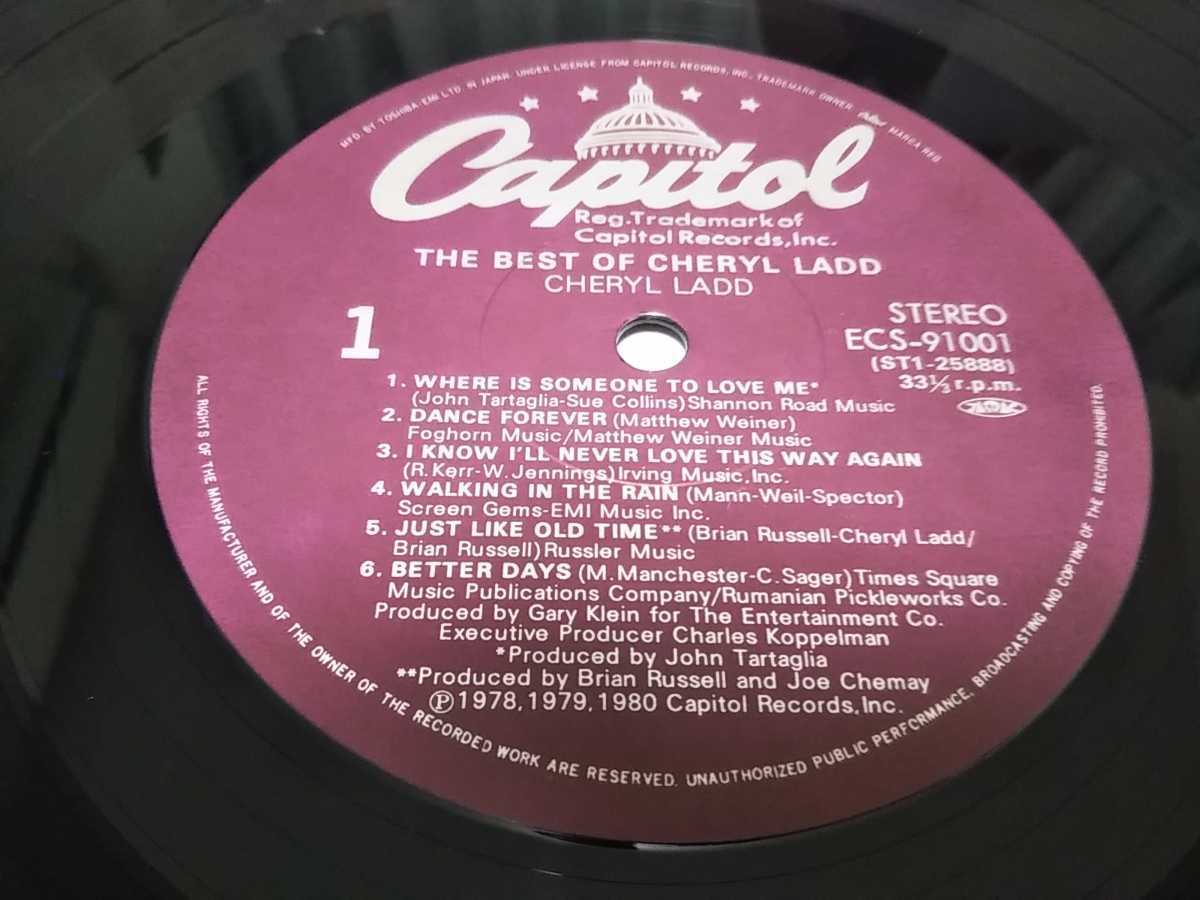 MFD. BY TOSHIBA-EMI LTD. IN JAPAN. UNDER LICENSE FROM CAPITOL RECORDS, INC., TRADEMARK OWNER. MARCA REG.
Capitol
Reg. Trademark of
Capitol Records, Inc.
THE BEST OF CHERYL LADD
CHERYL LADD
1
STEREO
ECS-91001
(ST1-25888)
33⅓ r.p.m.
1. WHERE IS SOMEONE TO LOVE ME*
(John Tartaglia-Sue Collins) Shannon Road Music
2. DANCE FOREVER (Matthew Weiner)
Foghorn Music/Matthew Weiner Music
3. I KNOW I'LL NEVER LOVE THIS WAY AGAIN
(R.Kerr-W.Jennings) Irving Music, Inc.
4. WALKING IN THE RAIN (Mann-Weil-Spector)
Screen Gems-EMI Music Inc.
5. JUST LIKE OLD TIME** (Brian Russell-Cheryl Ladd/
Brian Russell) Russler Music
6. BETTER DAYS (M.Manchester-C.Sager) Times Square
Music Publications Company/Rumanian Pickleworks Co.
Produced by Gary Klein for The Entertainment Co.
Executive Producer Charles Koppelman
*Produced by John Tartaglia
**Produced by Brian Russell and Joe Chemay
℗1978,1979,1980 Capitol Records, Inc.
ALL RIGHTS OF THE MANUFACTURER AND OF THE OWNER OF THE RECORDED WORK ARE RESERVED. UNAUTHORIZED PUBLIC PERFORMANCE, BROADCASTING AND COPYING OF THE RECORD PROHIBITED.